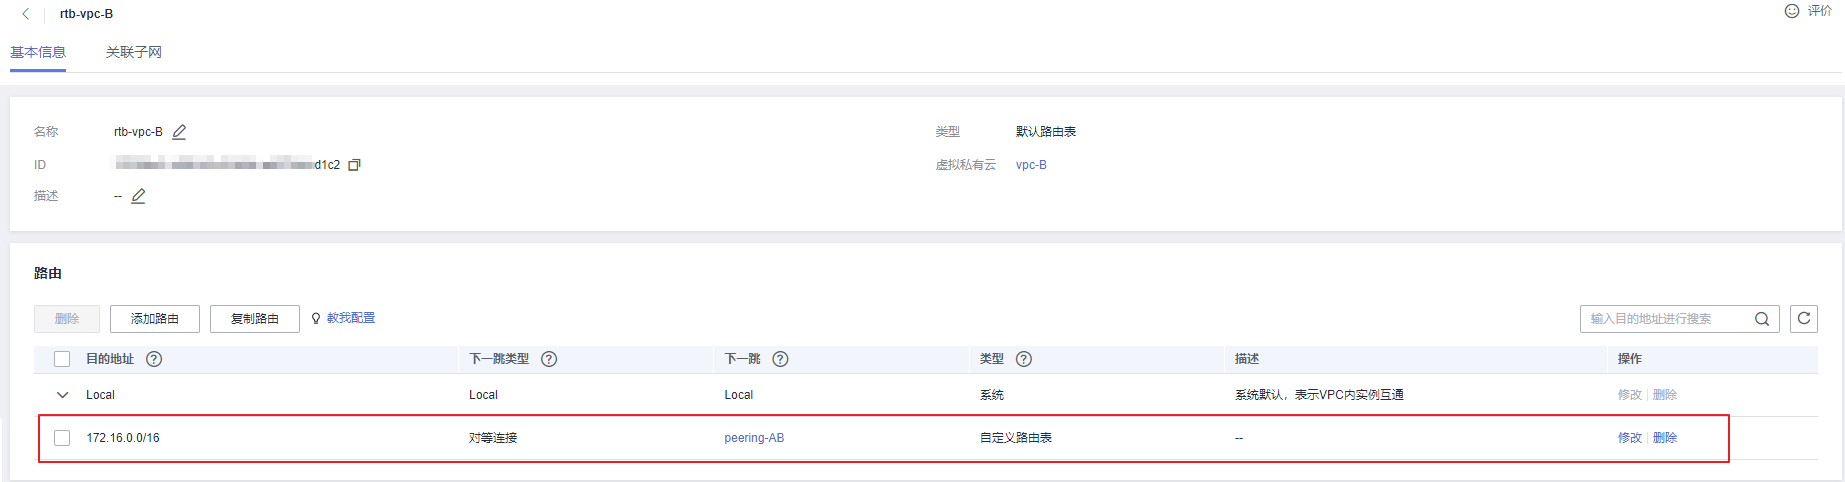 rtb-vpc-B
评价
基本信息 关联子网
名称 rtb-vpc-B 类型 默认路由表
ID d1c2 虚拟私有云 vpc-B
描述 --
路由
删除 添加路由 复制路由 教我配置 输入目的地址进行搜索
目的地址 下一跳类型 下一跳 类型 描述 操作
Local Local Local 系统 系统默认，表示VPC内实例互通 修改 | 删除
172.16.0.0/16 对等连接 peering-AB 自定义路由表 -- 修改 | 删除